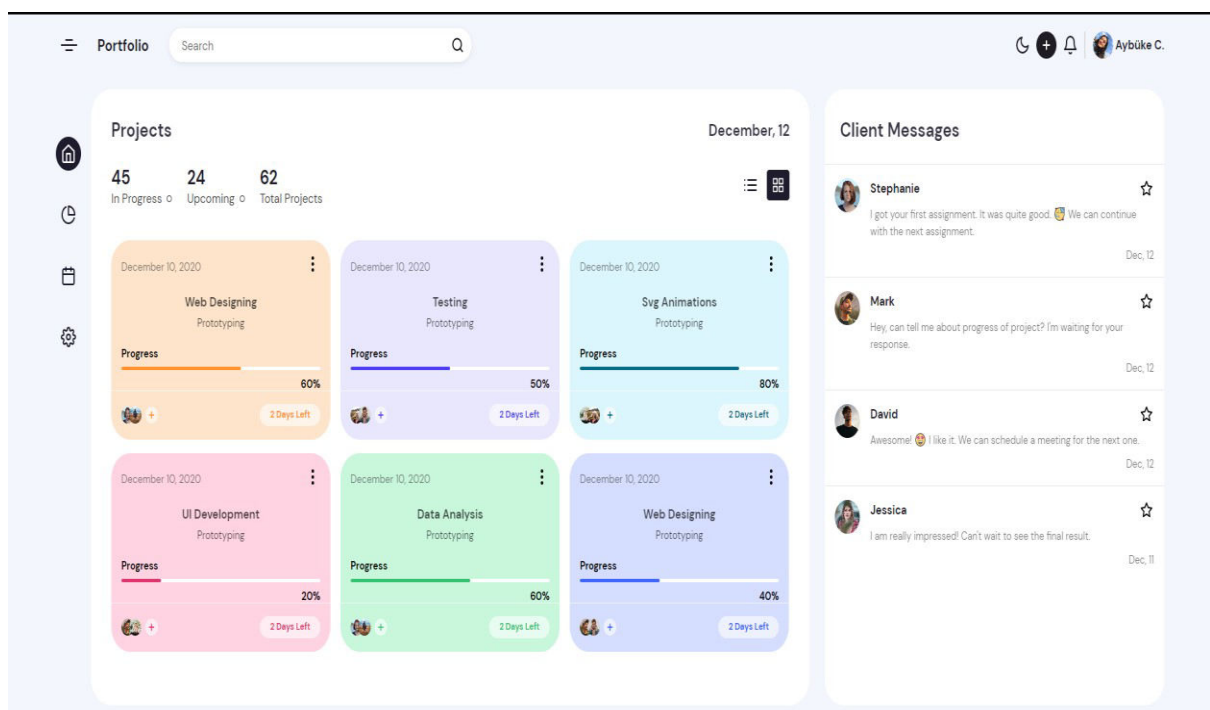 Portfolio
Search
Aybüke C.
Projects
December, 12
45
In Progress
24
Upcoming
62
Total Projects
December 10, 2020
Web Designing
Prototyping
Progress
60%
+
2 Days Left
December 10, 2020
Testing
Prototyping
Progress
50%
+
2 Days Left
December 10, 2020
Svg Animations
Prototyping
Progress
80%
+
2 Days Left
December 10, 2020
UI Development
Prototyping
Progress
20%
+
2 Days Left
December 10, 2020
Data Analysis
Prototyping
Progress
60%
+
2 Days Left
December 10, 2020
Web Designing
Prototyping
Progress
40%
+
2 Days Left
Client Messages
Stephanie
I got your first assignment. It was quite good. 🥳 We can continue
with the next assignment.
Dec, 12
Mark
Hey, can tell me about progress of project? I'm waiting for your
response.
Dec, 12
David
Awesome! 🤩 I like it. We can schedule a meeting for the next one.
Dec, 12
Jessica
I am really impressed! Can't wait to see the final result.
Dec, 11